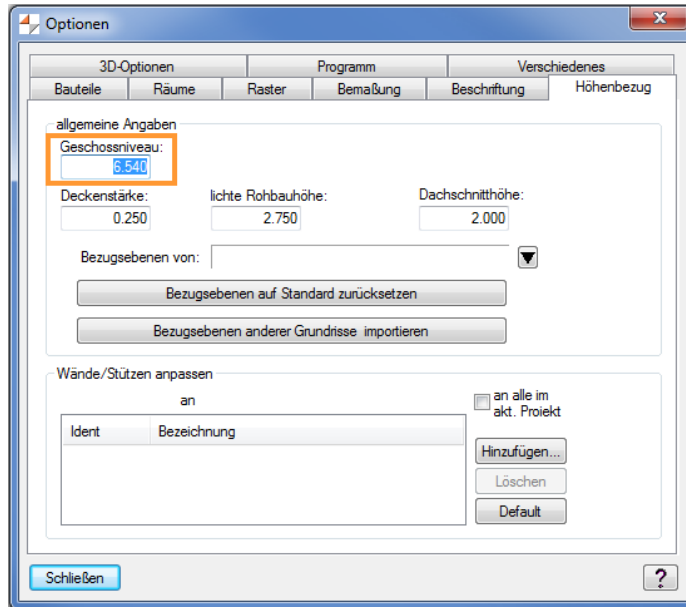 Optionen
3D-Optionen Programm Verschiedenes
Bauteile Räume Raster Bemaßung Beschriftung Höhenbezug
allgemeine Angaben
Geschossniveau:
6.540
Deckenstärke: lichte Rohbauhöhe: Dachschnitthöhe:
0.250 2.750 2.000
Bezugsebenen von:
Bezugsebenen auf Standard zurücksetzen
Bezugsebenen anderer Grundrisse importieren
Wände/Stützen anpassen
an
an alle im
akt. Projekt
Ident Bezeichnung
Hinzufügen...
Löschen
Default
Schließen ?